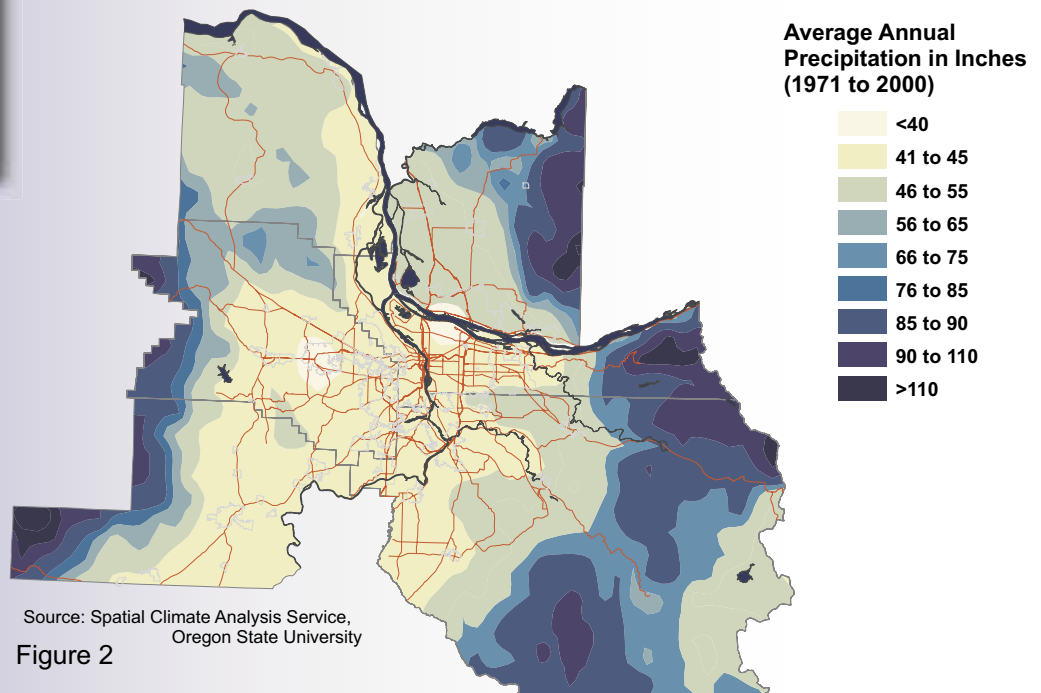 Average Annual
Precipitation in Inches
(1971 to 2000)
<40
41 to 45
46 to 55
56 to 65
66 to 75
76 to 85
85 to 90
90 to 110
>110
Source: Spatial Climate Analysis Service,
Oregon State University
Figure 2